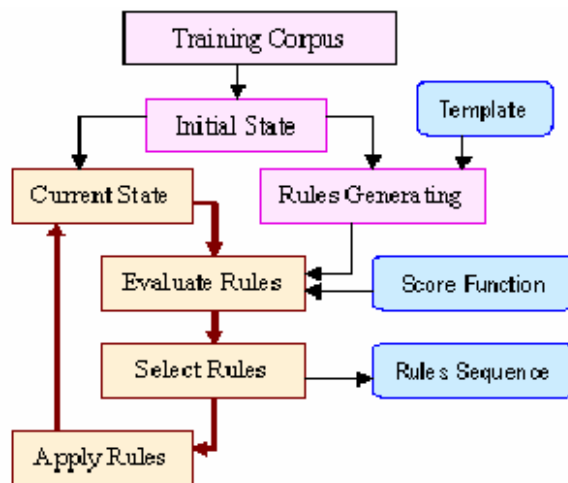 Training Corpus
Initial State
Template
Current State
Rules Generating
Evaluate Rules
Score Function
Select Rules
Rules Sequence
Apply Rules